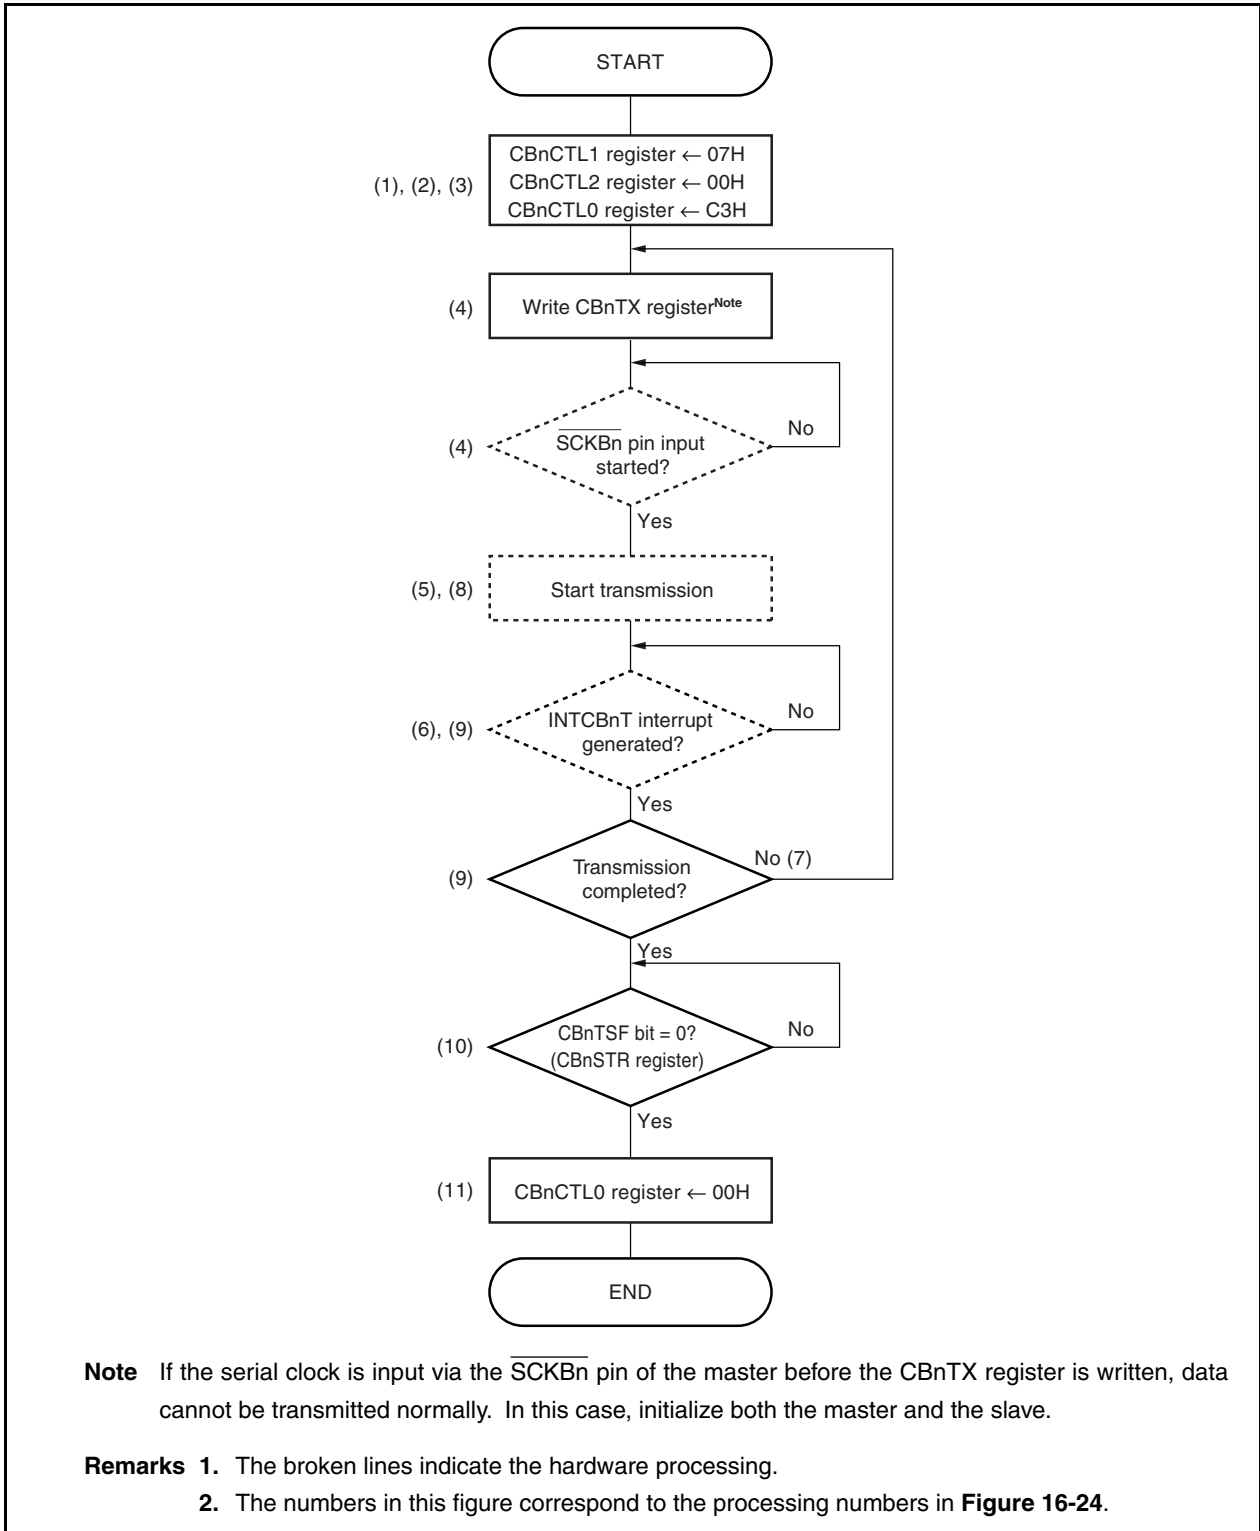 START
(1), (2), (3)
CBnCTL1 register ← 07H
CBnCTL2 register ← 00H
CBnCTL0 register ← C3H
(4)
Write CBnTX registerNote
(4)
SCKBn pin input
started?
No
Yes
(5), (8)
Start transmission
(6), (9)
INTCBnT interrupt
generated?
No
Yes
(9)
Transmission
completed?
No (7)
Yes
(10)
CBnTSF bit = 0?
(CBnSTR register)
No
Yes
(11)
CBnCTL0 register ← 00H
END
Note If the serial clock is input via the SCKBn pin of the master before the CBnTX register is written, data
cannot be transmitted normally. In this case, initialize both the master and the slave.
Remarks 1. The broken lines indicate the hardware processing.
2. The numbers in this figure correspond to the processing numbers in Figure 16-24.